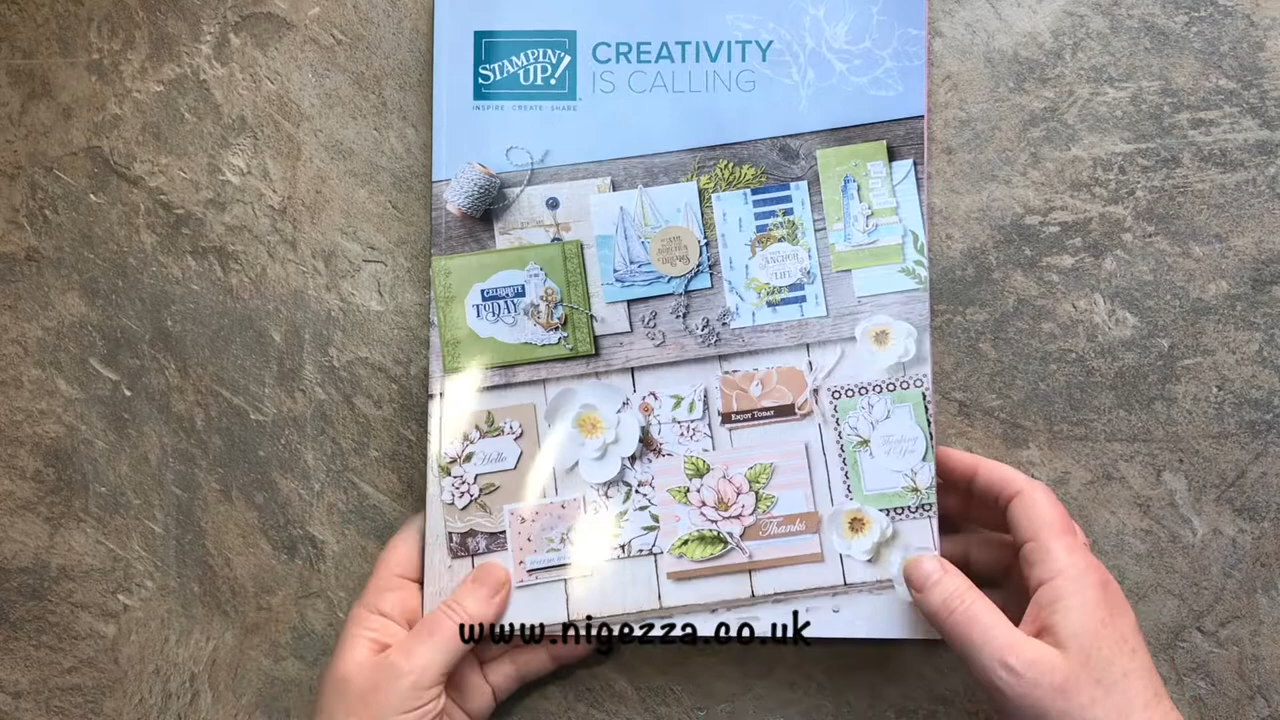 STAMPIN' UP!
INSPIRE · CREATE · SHARE
CREATIVITY
IS CALLING
CELEBRATE
TODAY
ANCHOR
LIFE
Hello
ENJOY TODAY
Thinking
of You
Thanks
www.nigezza.co.uk